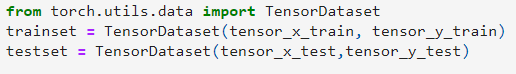 from torch.utils.data import TensorDataset
trainset = TensorDataset(tensor_x_train, tensor_y_train)
testset = TensorDataset(tensor_x_test,tensor_y_test)